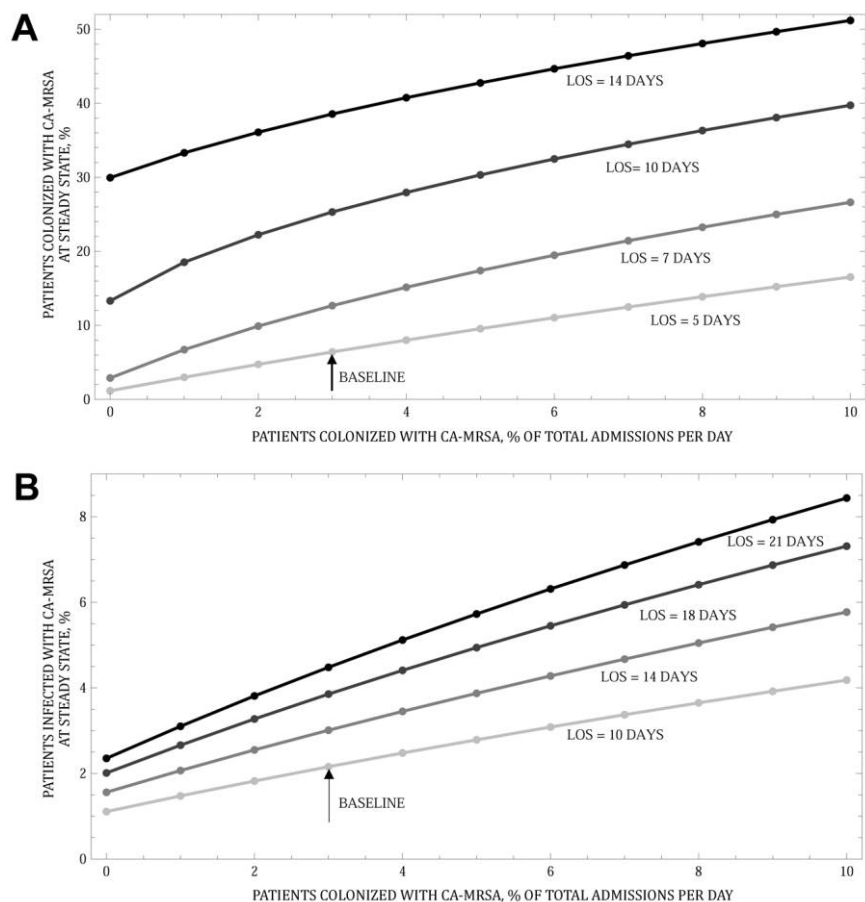 A
PATIENTS COLONIZED WITH CA-MRSA
AT STEADY STATE, %
50
40
30
20
10
0
LOS = 14 DAYS
LOS= 10 DAYS
LOS = 7 DAYS
LOS = 5 DAYS
BASELINE
0 2 4 6 8 10
PATIENTS COLONIZED WITH CA-MRSA, % OF TOTAL ADMISSIONS PER DAY
B
PATIENTS INFECTED WITH CA-MRSA
AT STEADY STATE, %
8
6
4
2
0
LOS = 21 DAYS
LOS = 18 DAYS
LOS = 14 DAYS
LOS = 10 DAYS
BASELINE
0 2 4 6 8 10
PATIENTS COLONIZED WITH CA-MRSA, % OF TOTAL ADMISSIONS PER DAY